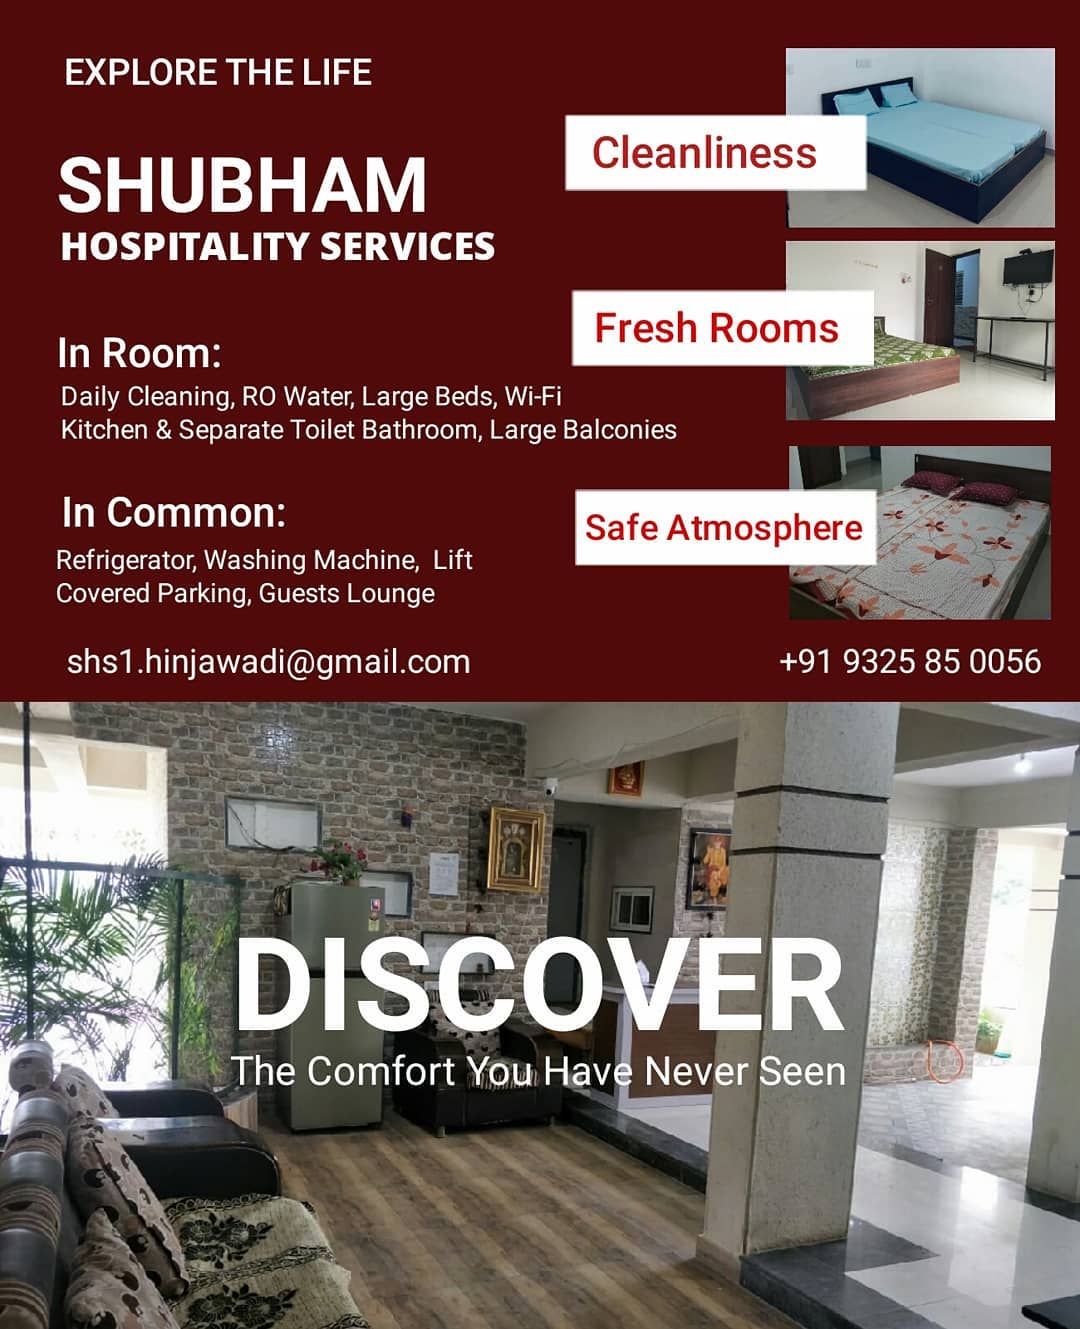 EXPLORE THE LIFE
SHUBHAM
HOSPITALITY SERVICES
In Room:
Daily Cleaning, RO Water, Large Beds, Wi-Fi
Kitchen & Separate Toilet Bathroom, Large Balconies
In Common:
Refrigerator, Washing Machine,  Lift
Covered Parking, Guests Lounge
Cleanliness
Fresh Rooms
Safe Atmosphere
shs1.hinjawadi@gmail.com
+91 9325 85 0056
DISCOVER
The Comfort You Have Never Seen